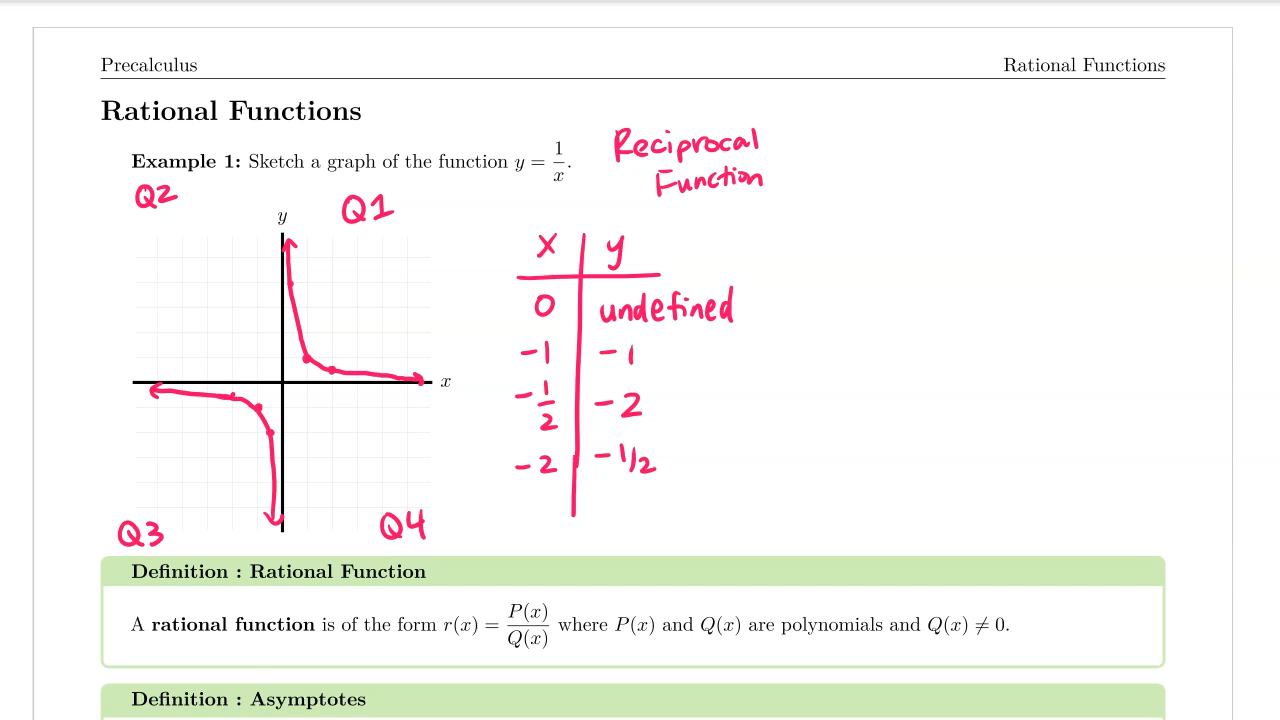 Precalculus Rational Functions
Rational Functions
Example 1: Sketch a graph of the function y = 1/x.
Reciprocal
Function
Q2 Q1
y
x
Q3 Q4
x y
0 undefined
-1 -1
-1/2 -2
-2 -1/2
Definition : Rational Function
A rational function is of the form r(x) = P(x)/Q(x) where P(x) and Q(x) are polynomials and Q(x) ≠ 0.
Definition : Asymptotes